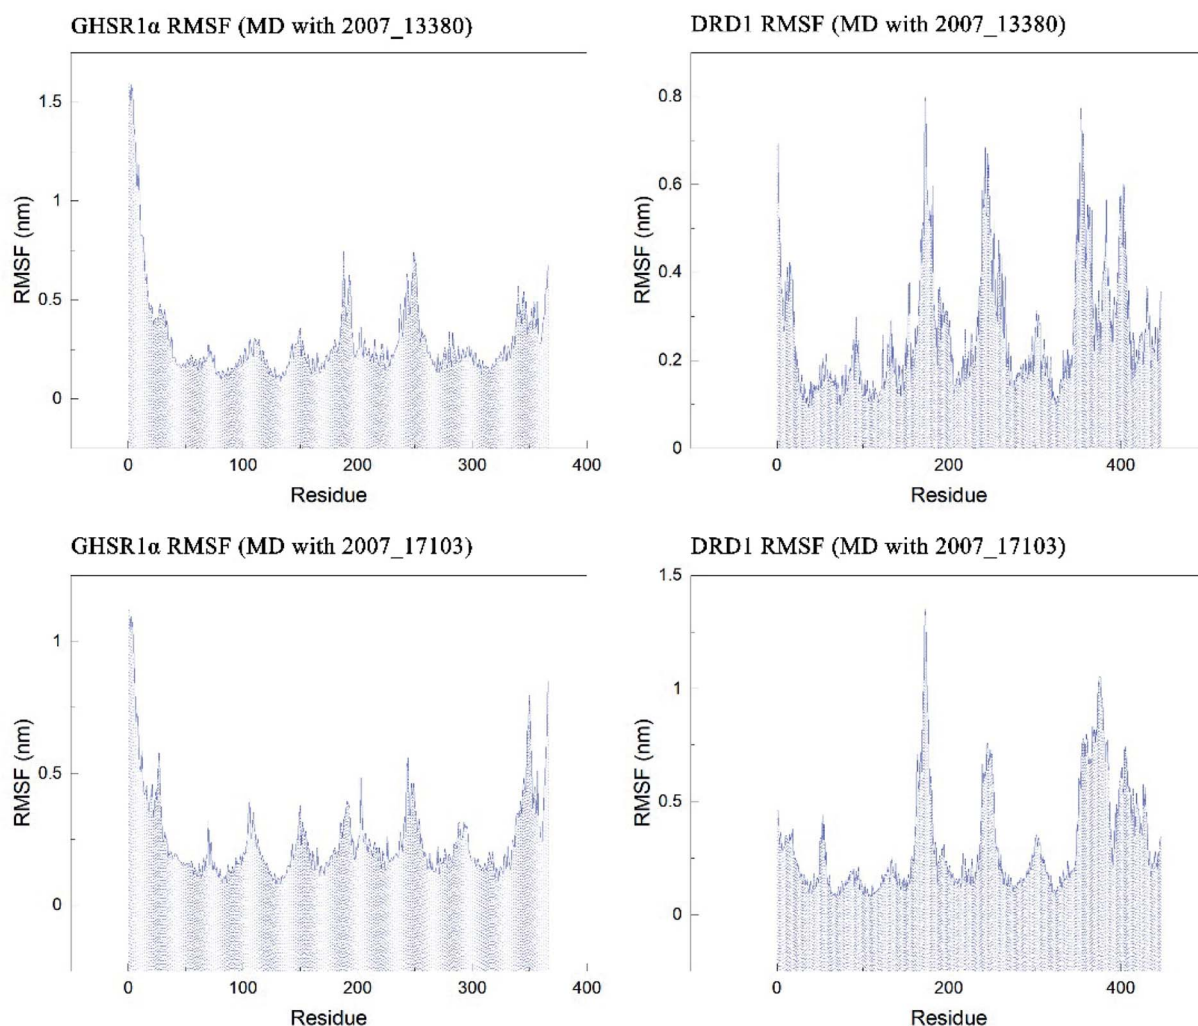 GHSR1α RMSF (MD with 2007_13380)
1.5
1
0.5
0
RMSF (nm)
0
100
200
300
400
Residue
DRD1 RMSF (MD with 2007_13380)
0.8
0.6
0.4
0.2
0
RMSF (nm)
0
200
400
Residue
GHSR1α RMSF (MD with 2007_17103)
1
0.5
0
RMSF (nm)
0
100
200
300
400
Residue
DRD1 RMSF (MD with 2007_17103)
1.5
1
0.5
0
RMSF (nm)
0
200
400
Residue